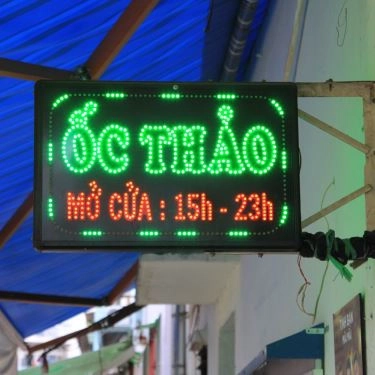 ỐC THẢO
MỞ CỬA : 15h - 23h